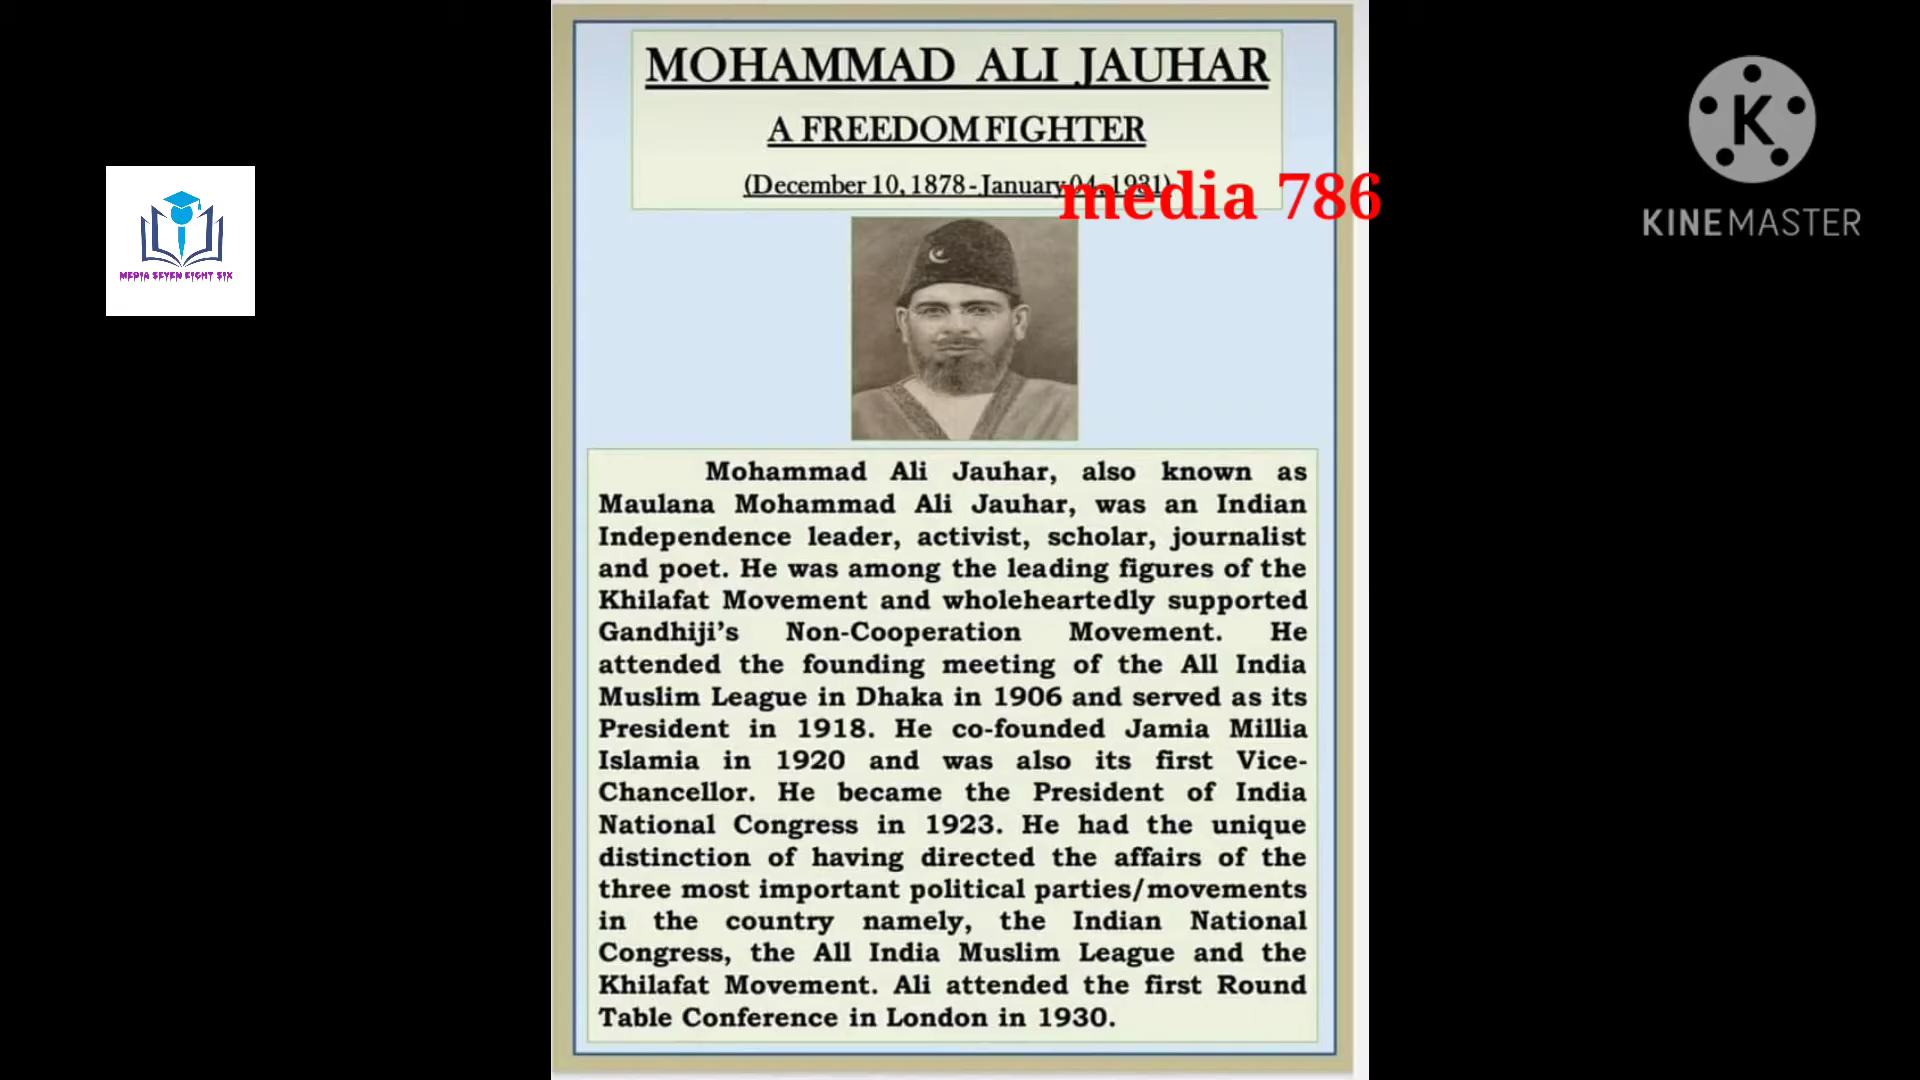 MOHAMMAD ALI JAUHAR
A FREEDOM FIGHTER
(December 10, 1878 - January 04, 1931)
media 786
K
KINEMASTER
MEDIA SEVEN EIGHT SIX
Mohammad Ali Jauhar, also known as
Maulana Mohammad Ali Jauhar, was an Indian
Independence leader, activist, scholar, journalist
and poet. He was among the leading figures of the
Khilafat Movement and wholeheartedly supported
Gandhiji’s Non-Cooperation Movement. He
attended the founding meeting of the All India
Muslim League in Dhaka in 1906 and served as its
President in 1918. He co-founded Jamia Millia
Islamia in 1920 and was also its first Vice-
Chancellor. He became the President of India
National Congress in 1923. He had the unique
distinction of having directed the affairs of the
three most important political parties/movements
in the country namely, the Indian National
Congress, the All India Muslim League and the
Khilafat Movement. Ali attended the first Round
Table Conference in London in 1930.